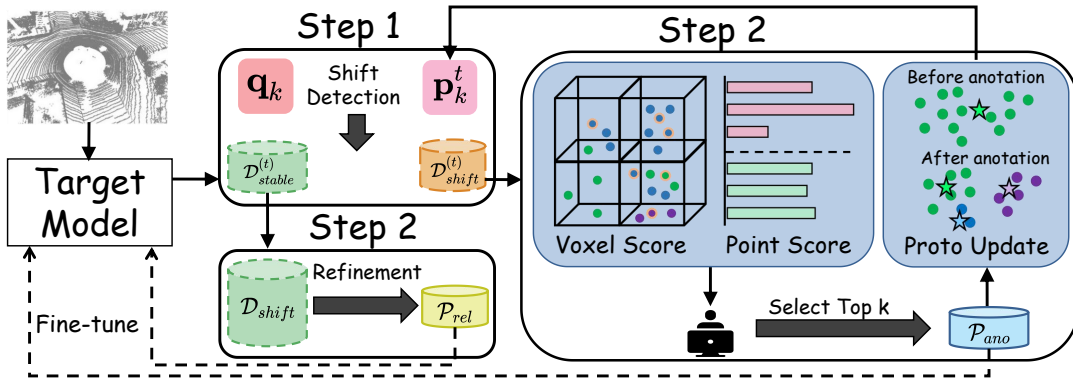 Step 1
q_k
Shift
Detection
p_k^t
D_stable^(t)
D_shift^(t)
Target
Model
Step 2
D_shift
Refinement
P_rel
Fine-tune
Step 2
Voxel Score
Point Score
Before anotation
After anotation
Proto Update
Select Top k
P_ano